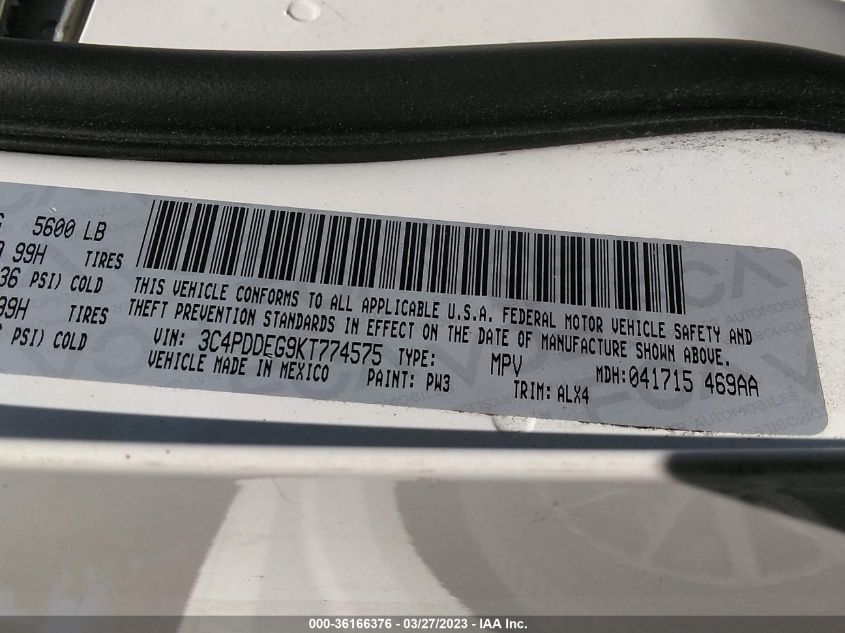 5600 LB
99H TIRES
36 PSI) COLD
99H TIRES
PSI) COLD
THIS VEHICLE CONFORMS TO ALL APPLICABLE U.S.A. FEDERAL MOTOR VEHICLE SAFETY AND
THEFT PREVENTION STANDARDS IN EFFECT ON THE DATE OF MANUFACTURE SHOWN ABOVE.
VIN: 3C4PDDEG9KT774575 TYPE: MPV MDH:041715 469AA
VEHICLE MADE IN MEXICO PAINT: PW3 TRIM: ALX4
000-36166376 - 03/27/2023 - IAA Inc.